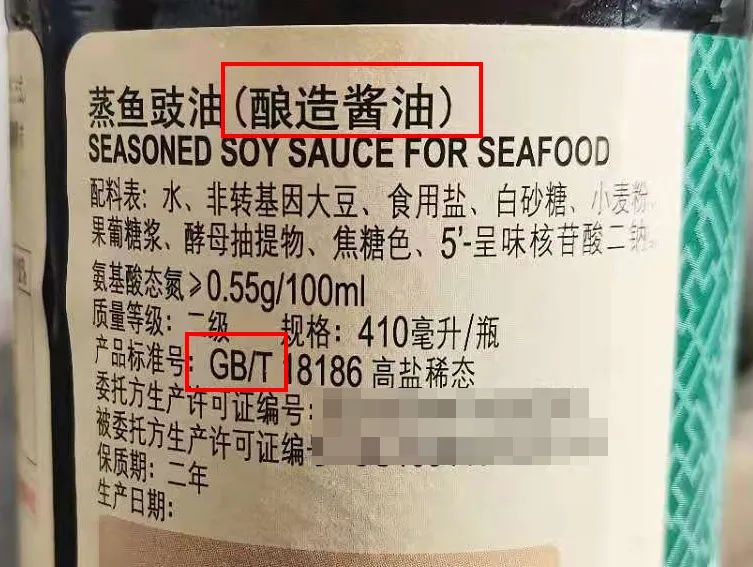 蒸鱼豉油(酿造酱油)
SEASONED SOY SAUCE FOR SEAFOOD
配料表: 水、非转基因大豆、食用盐、白砂糖、小麦粉、
果葡糖浆、酵母抽提物、焦糖色、5'-呈味核苷酸二钠
氨基酸态氮≥0.55g/100ml
质量等级: 二级 规格: 410毫升/瓶
产品标准号: GB/T 18186 高盐稀态
委托方生产许可证编号:
被委托方生产许可证编号
保质期: 二年
生产日期: